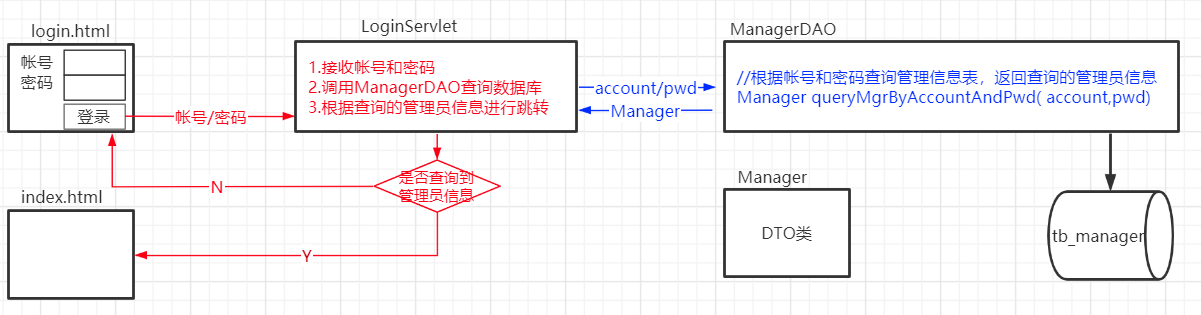 login.html
帐号
密码
登录
帐号/密码
LoginServlet
1.接收帐号和密码
2.调用ManagerDAO查询数据库
3.根据查询的管理员信息进行跳转
account/pwd
Manager
ManagerDAO
//根据帐号和密码查询管理信息表，返回查询的管理员信息
Manager queryMgrByAccountAndPwd( account,pwd)
是否查询到
管理员信息
N
Y
index.html
Manager
DTO类
tb_manager